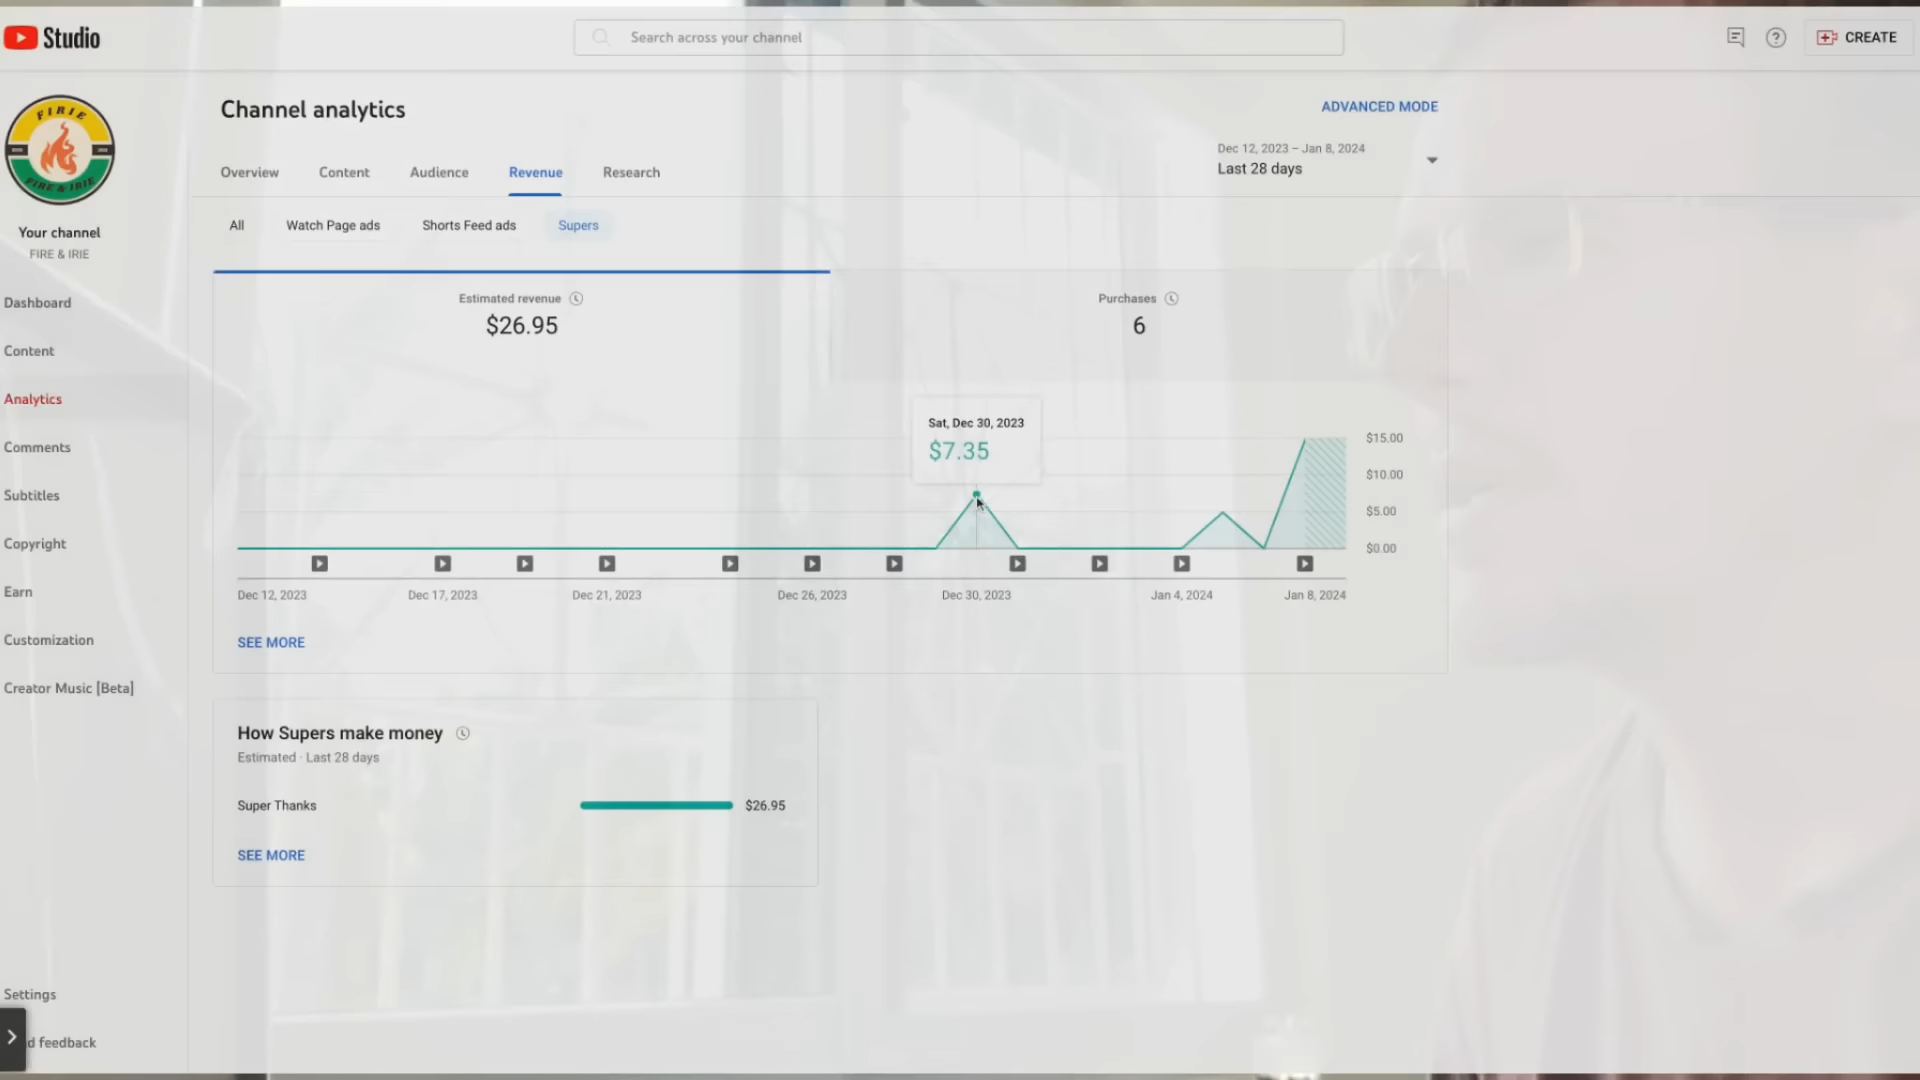 Studio
Search across your channel
CREATE
FIRIE
FIRE & IRIE
Your channel
FIRE & IRIE
Dashboard
Content
Analytics
Comments
Subtitles
Copyright
Earn
Customization
Creator Music [Beta]
Settings
d feedback
Channel analytics
ADVANCED MODE
Dec 12, 2023 – Jan 8, 2024
Last 28 days
Overview Content Audience Revenue Research
All Watch Page ads Shorts Feed ads Supers
Estimated revenue
$26.95
Purchases
6
Sat, Dec 30, 2023
$7.35
$15.00
$10.00
$5.00
$0.00
Dec 12, 2023 Dec 17, 2023 Dec 21, 2023 Dec 26, 2023 Dec 30, 2023 Jan 4, 2024 Jan 8, 2024
SEE MORE
How Supers make money
Estimated · Last 28 days
Super Thanks $26.95
SEE MORE